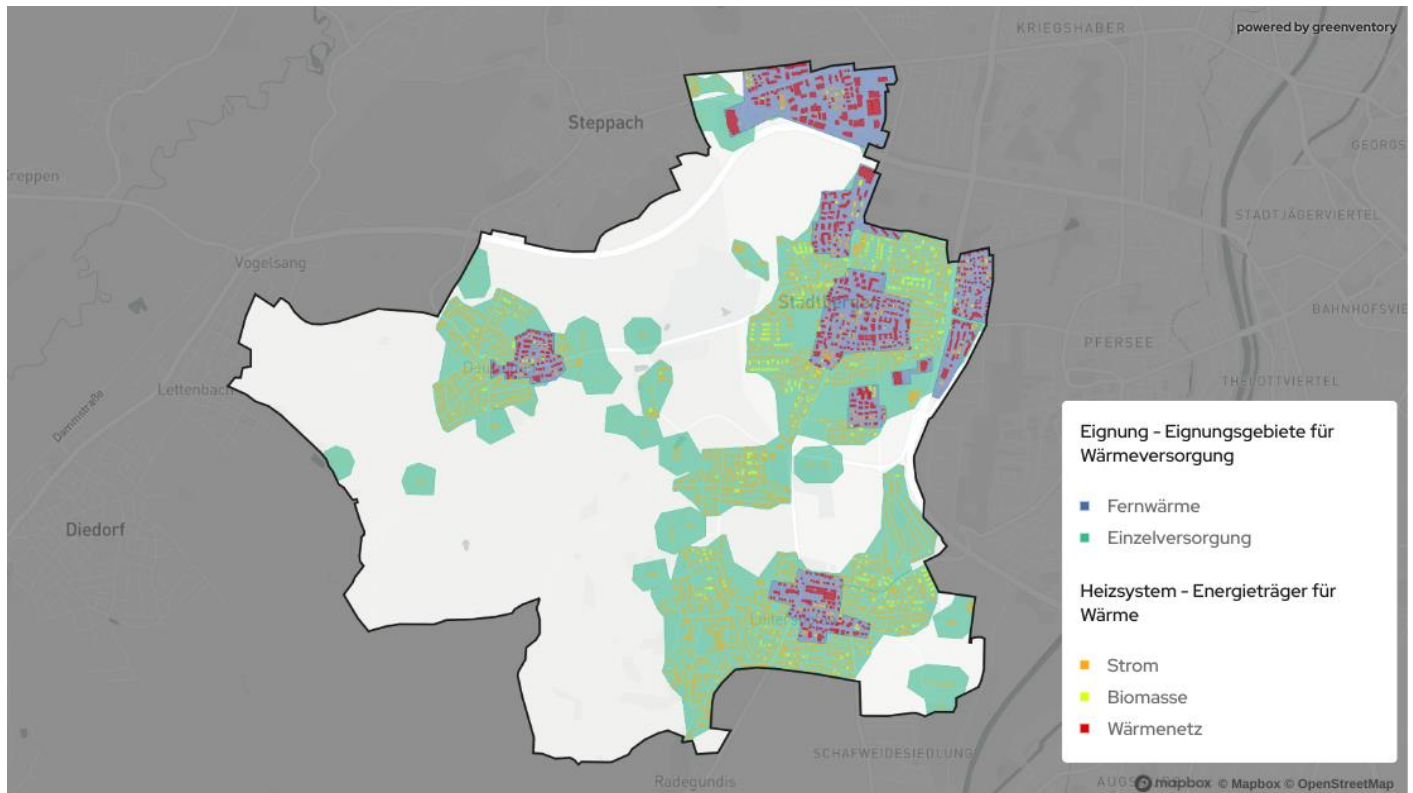 KRIEGSHABER
powered by greenventory
Steppach
GEORGS
STADTJÄGERVIERTEL
Vogelsang
BAHNHOFSVIE
PFERSEE
THELOTTVIERTEL
Lettenbach
Dammstraße
Eignung - Eignungsgebiete für
Wärmeversorgung
Fernwärme
Einzelversorgung
Diedorf
Heizsystem - Energieträger für
Wärme
Strom
Biomasse
Wärmenetz
SCHAFWEIDESIEDLUNG
Radegundis
mapbox © Mapbox © OpenStreetMap